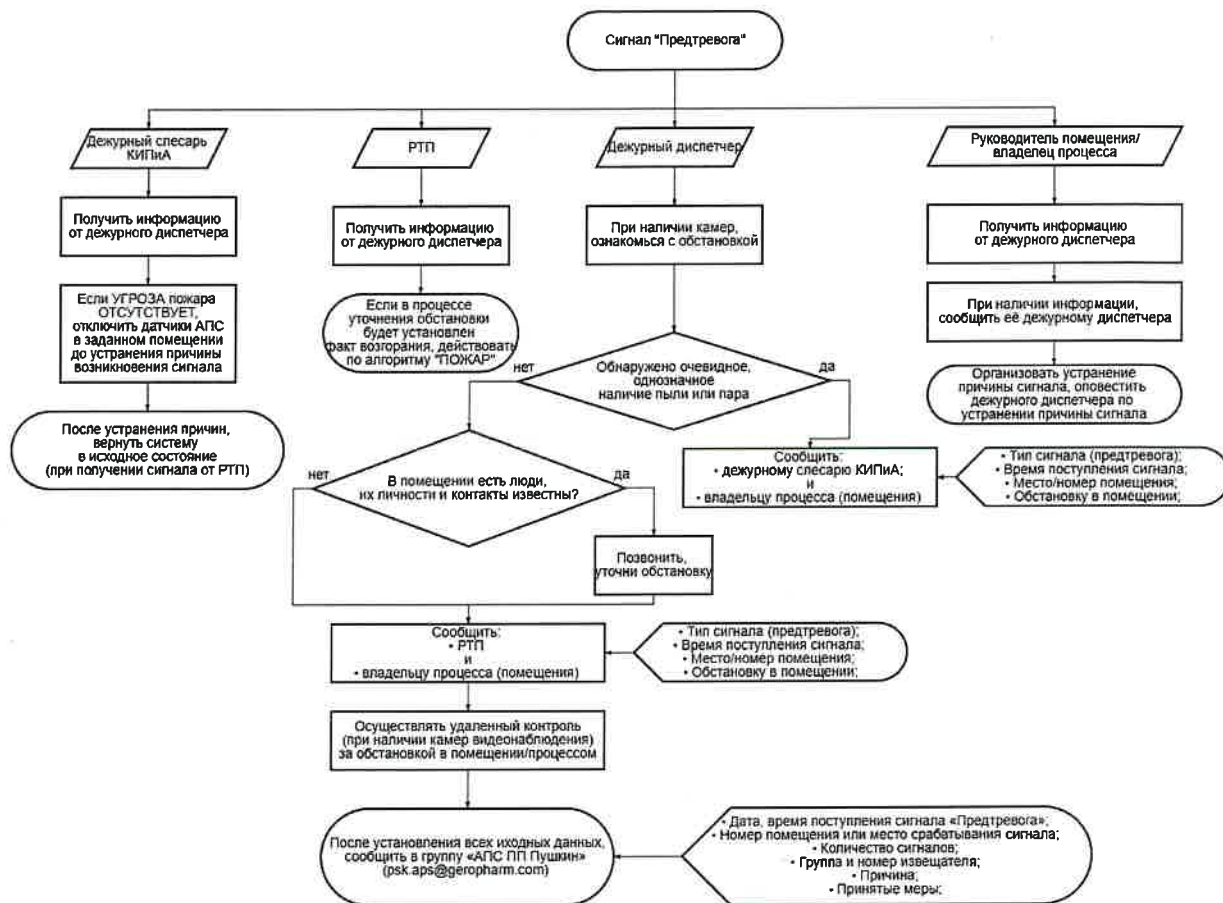 Сигнал "Предтревога"
Дежурный слесарь
КИПиА
РТП
Дежурный диспетчер
Руководитель помещения/
владелец процесса
Получить информацию
от дежурного диспетчера
Получить информацию
от дежурного диспетчера
При наличии камер,
ознакомься с обстановкой
Получить информацию
от дежурного диспетчера
Если УГРОЗА пожара
ОТСУТСТВУЕТ,
отключить датчики АПС
в заданном помещении
до устранения причины
возникновения сигнала
Если в процессе
уточнения обстановки
будет установлен
факт возгорания, действовать
по алгоритму "ПОЖАР"
При наличии информации,
сообщить её дежурному диспетчера
Организовать устранение
причины сигнала, оповестить
дежурного диспетчера по
устранении причины сигнала
нет
Обнаружено очевидное,
однозначное
наличие пыли или пара
да
После устранения причин,
вернуть систему
в исходное состояние
(при получении сигнала от РТП)
Сообщить:
• дежурному слесарю КИПиА;
и
• владельцу процесса (помещения)
• Тип сигнала (предтревога);
• Время поступления сигнала;
• Место/номер помещения;
• Обстановку в помещении;
нет
В помещении есть люди,
их личности и контакты известны?
да
Позвонить,
уточни обстановку
Сообщить:
• РТП
и
• владельцу процесса (помещения)
• Тип сигнала (предтревога);
• Время поступления сигнала;
• Место/номер помещения;
• Обстановку в помещении;
Осуществлять удаленный контроль
(при наличии камер видеонаблюдения)
за обстановкой в помещении/процессом
После установления всех иходных данных,
сообщить в группу «АПС ПП Пушкин»
(psk.aps@geropharm.com)
• Дата, время поступления сигнала «Предтревога»;
• Номер помещения или место срабатывания сигнала;
• Количество сигналов;
• Группа и номер извещателя;
• Причина;
• Принятые меры;